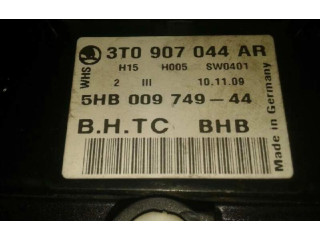 WHS
3T0 907 044 AR
H15 H005 SW0401
2 III 10.11.09
5HB 009 749-44
B.H.TC BHB
Made in Germany